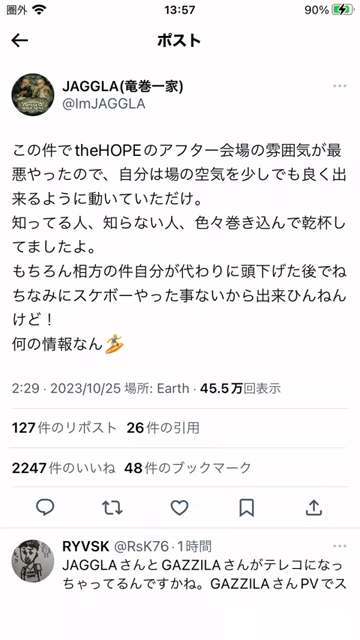 圏外 13:57 90%
ポスト
JAGGLA(竜巻一家)
@ImJAGGLA
この件でtheHOPEのアフター会場の雰囲気が最
悪やったので、自分は場の空気を少しでも良く出
来るように動いていただけ。
知ってる人、知らない人、色々巻き込んで乾杯し
てましたよ。
もちろん相方の件自分が代わりに頭下げた後でね
ちなみにスケボーやった事ないから出来ひんねん
けど！
何の情報なん🏄
2:29 · 2023/10/25 場所: Earth · 45.5万回表示
127件のリポスト 26件の引用
2247件のいいね 48件のブックマーク
RYVSK @RsK76 · 1時間
JAGGLAさんとGAZZILAさんがテレコになっ
ちゃってるんですかね。GAZZILAさんPVでス